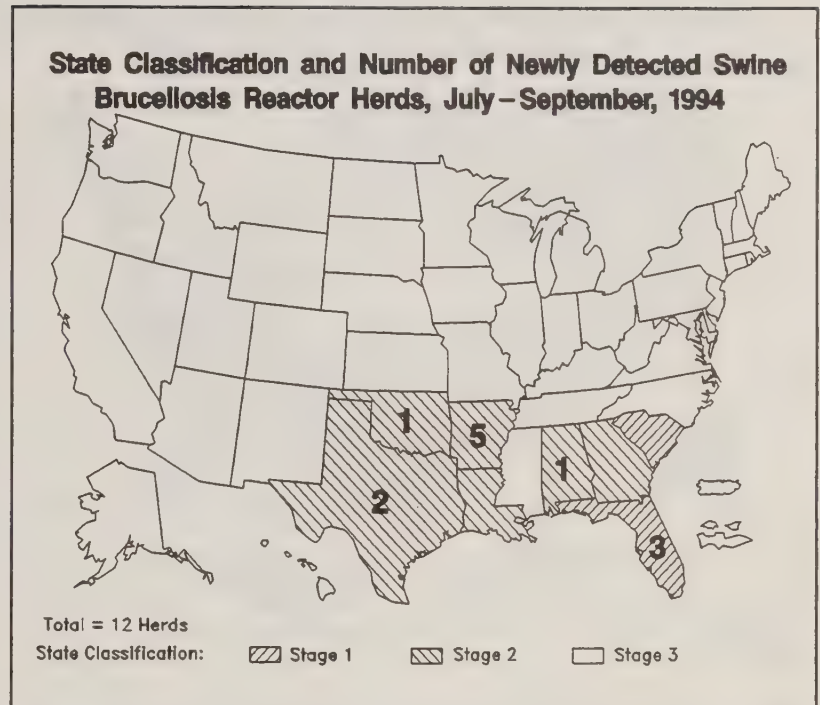 State Classification and Number of Newly Detected Swine
Brucellosis Reactor Herds, July–September, 1994
1
5
1
2
3
Total = 12 Herds
State Classification: Stage 1 Stage 2 Stage 3